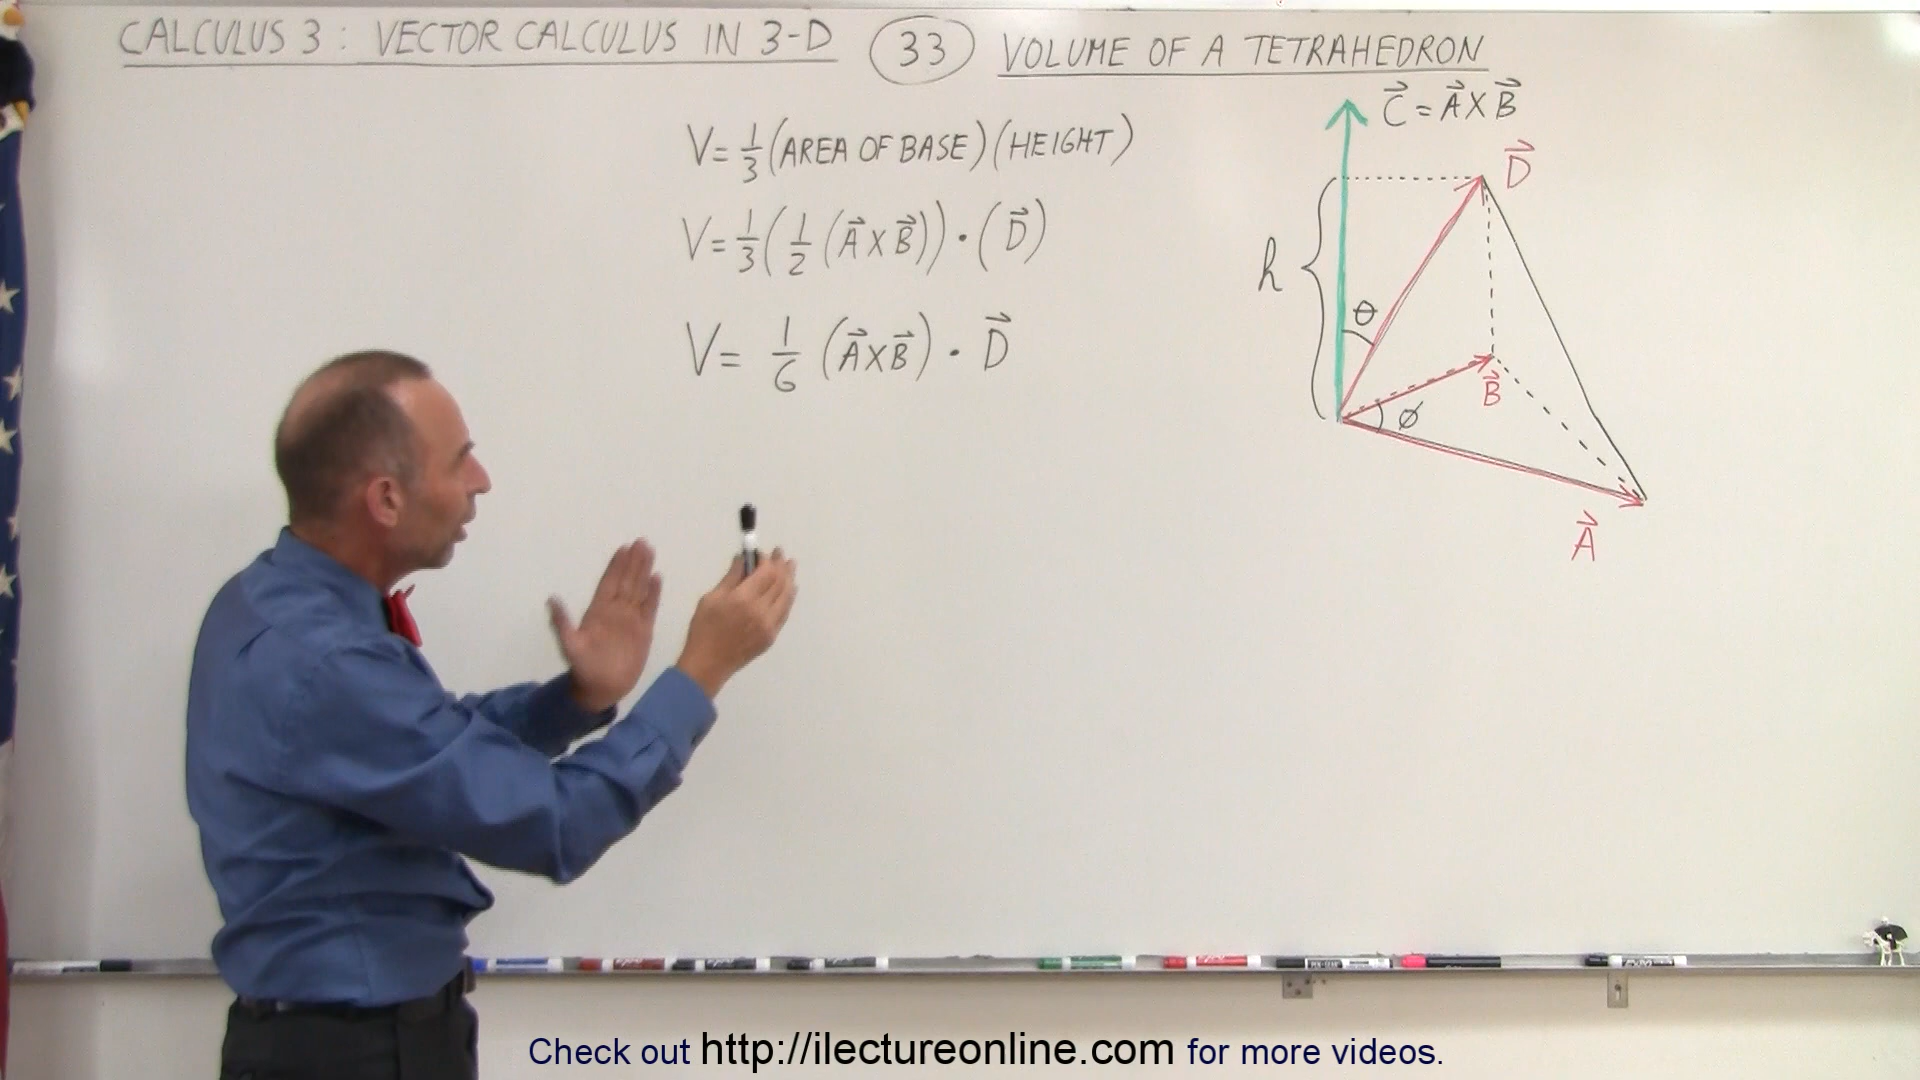 CALCULUS 3 : VECTOR CALCULUS IN 3-D 33 VOLUME OF A TETRAHEDRON
V = 1/3 (AREA OF BASE) (HEIGHT)
V = 1/3 (1/2 (A⃗ X B⃗)) • (D⃗)
V = 1/6 (A⃗ X B⃗) • D⃗
C⃗ = A⃗ X B⃗
D⃗
h
θ
B⃗
ø
A⃗
Check out http://ilectureonline.com for more videos.